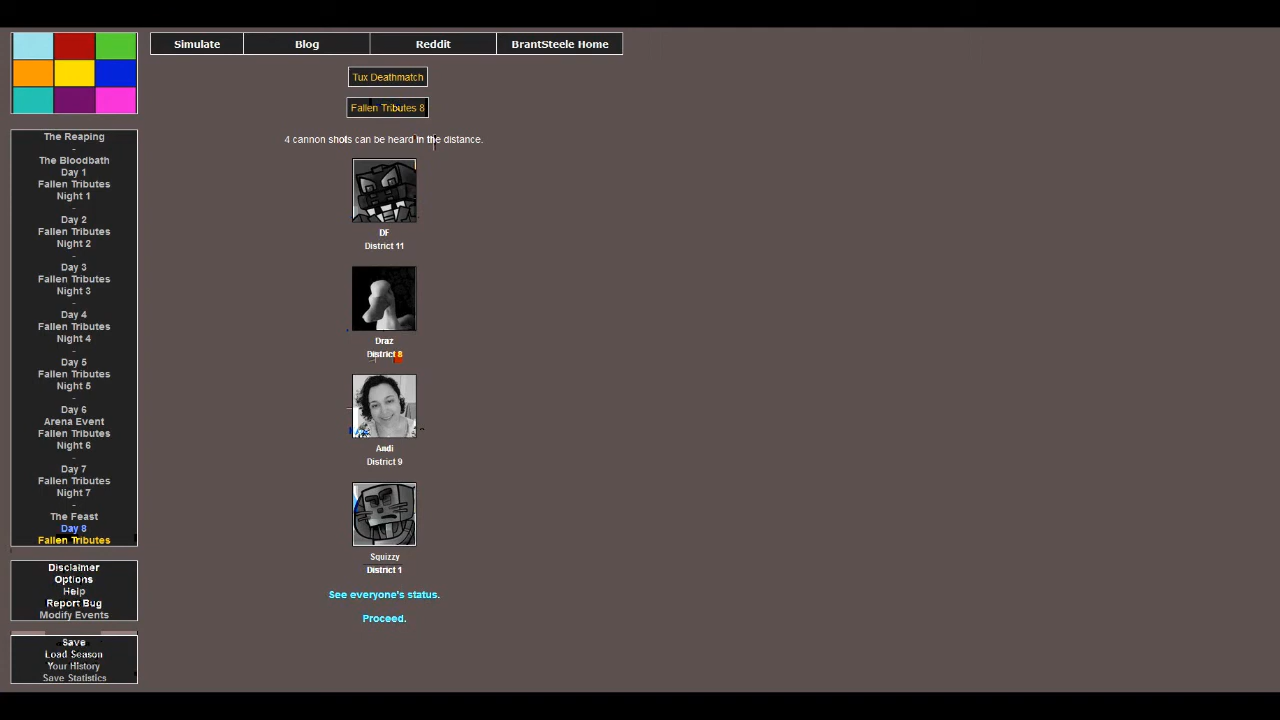 Simulate
Blog
Reddit
BrantSteele Home
Tux Deathmatch
Fallen Tributes 8
4 cannon shots can be heard in the distance.
DF
District 11
Draz
District 8
Andi
District 9
Squizzy
District 1
See everyone's status.
Proceed.
The Reaping
-
The Bloodbath
Day 1
Fallen Tributes
Night 1
-
Day 2
Fallen Tributes
Night 2
-
Day 3
Fallen Tributes
Night 3
-
Day 4
Fallen Tributes
Night 4
-
Day 5
Fallen Tributes
Night 5
-
Day 6
Arena Event
Fallen Tributes
Night 6
-
Day 7
Fallen Tributes
Night 7
-
The Feast
Day 8
Fallen Tributes
Disclaimer
Options
Help
Report Bug
Modify Events
Save
Load Season
Your History
Save Statistics